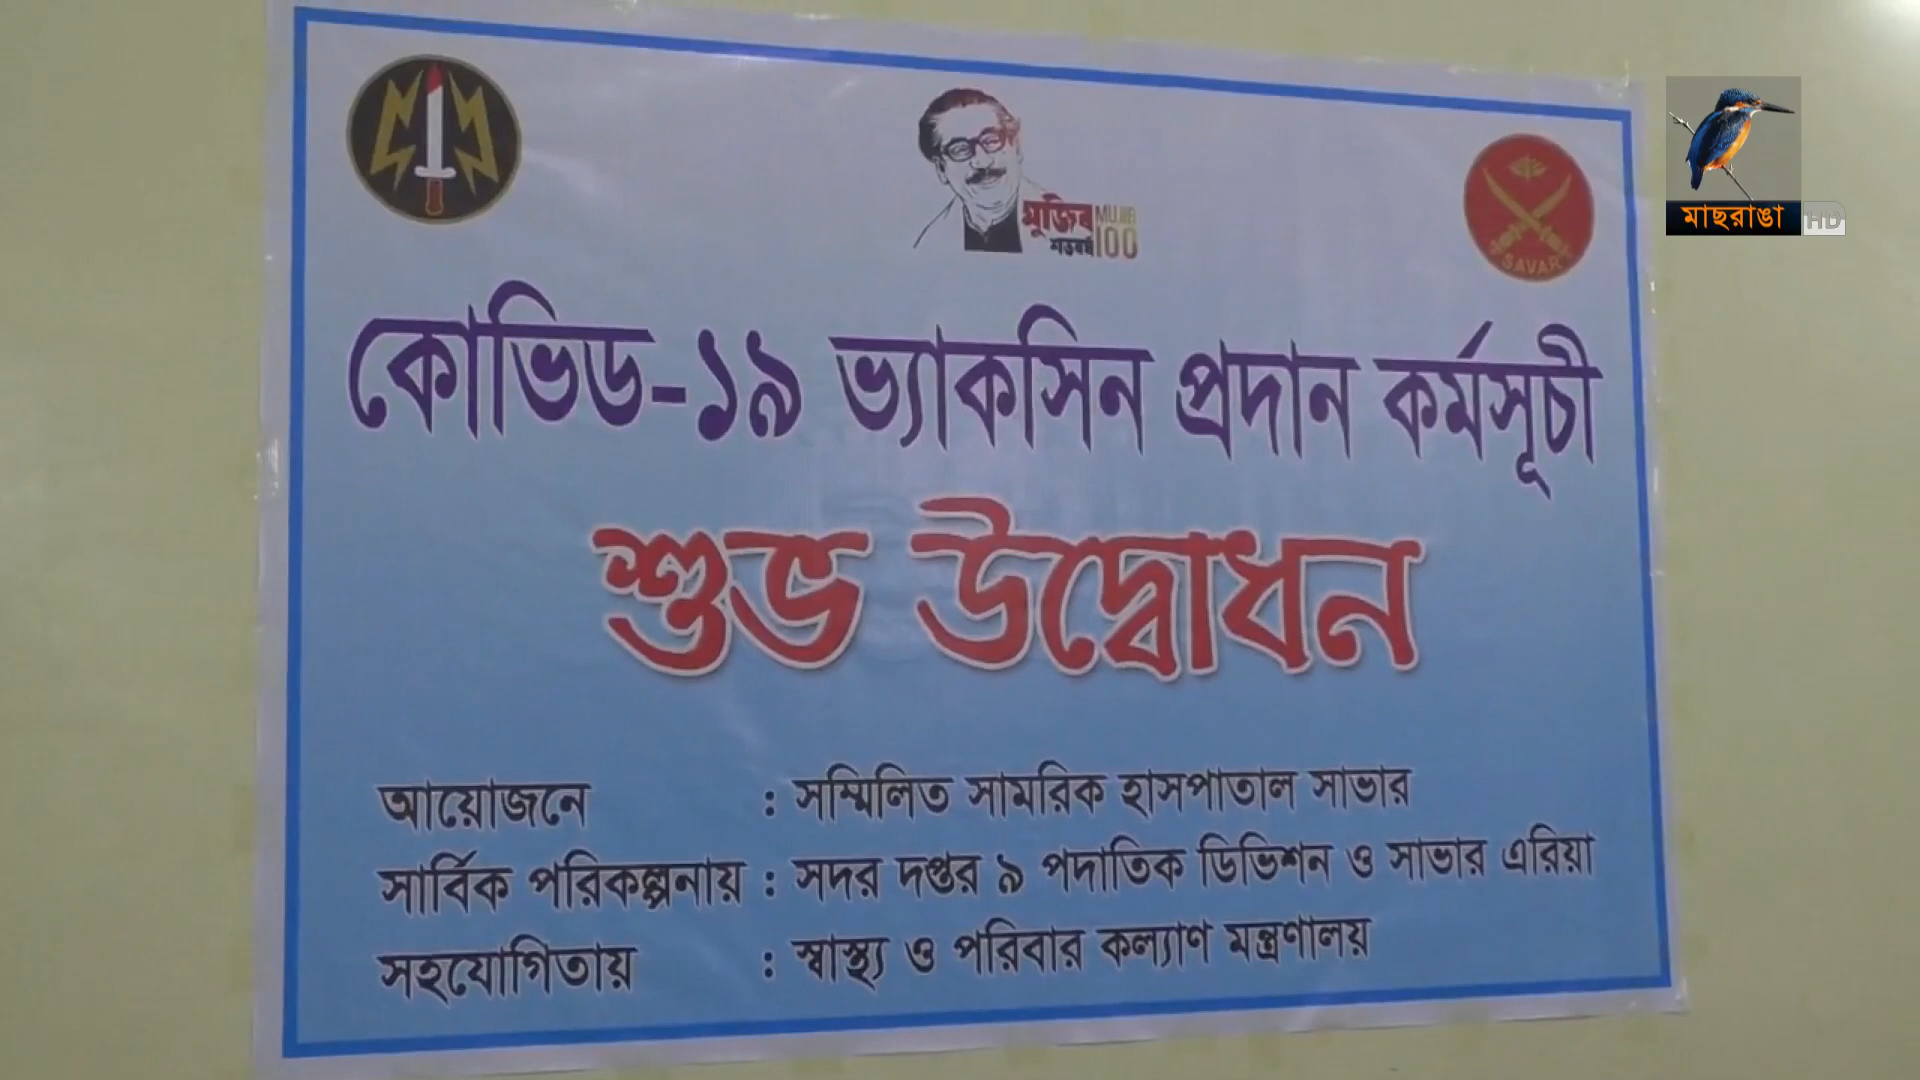 মুজিব
শতবর্ষ
MUJIB
100
SAVAR
মাছরাঙা HD
কোভিড-১৯ ভ্যাকসিন প্রদান কর্মসূচী
শুভ উদ্বোধন
আয়োজনে : সম্মিলিত সামরিক হাসপাতাল সাভার
সার্বিক পরিকল্পনায় : সদর দপ্তর ৯ পদাতিক ডিভিশন ও সাভার এরিয়া
সহযোগিতায় : স্বাস্থ্য ও পরিবার কল্যাণ মন্ত্রণালয়